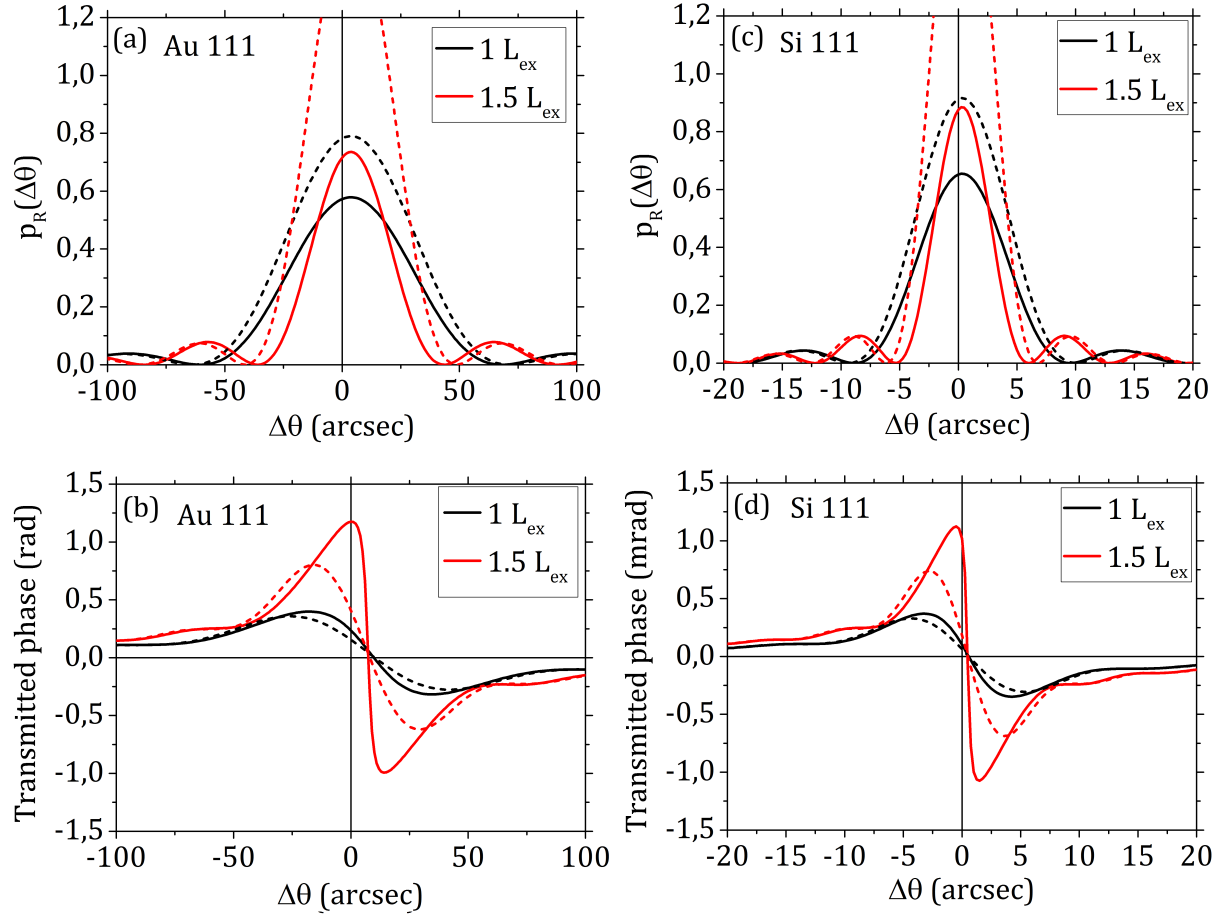 (a) Au 111
1 L_ex
1.5 L_ex
p_R(Δθ)
1,2
1,0
0,8
0,6
0,4
0,2
0,0
-100 -50 0 50 100
Δθ (arcsec)
(c) Si 111
1 L_ex
1.5 L_ex
p_R(Δθ)
1,2
1,0
0,8
0,6
0,4
0,2
0,0
-20 -15 -10 -5 0 5 10 15 20
Δθ (arcsec)
(b) Au 111
1 L_ex
1.5 L_ex
Transmitted phase (rad)
1,5
1,0
0,5
0,0
-0,5
-1,0
-1,5
-100 -50 0 50 100
Δθ (arcsec)
(d) Si 111
1 L_ex
1.5 L_ex
Transmitted phase (mrad)
1,5
1,0
0,5
0,0
-0,5
-1,0
-1,5
-20 -15 -10 -5 0 5 10 15 20
Δθ (arcsec)